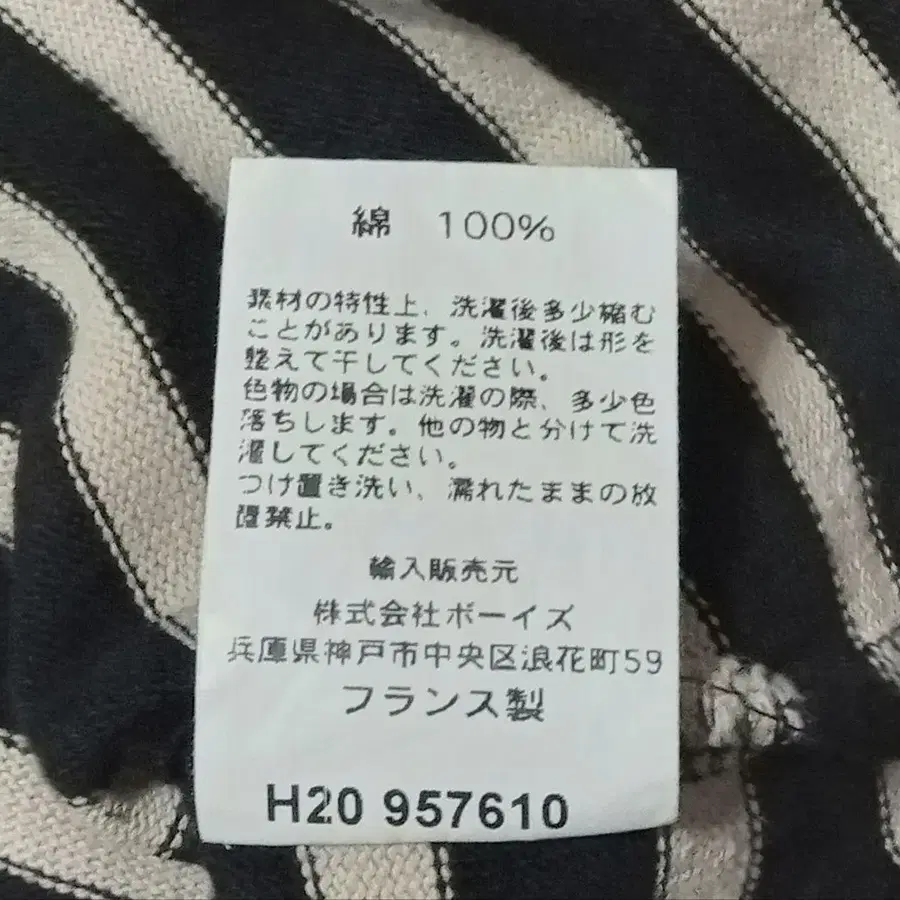 綿 100%
素材の特性上、洗濯後多少縮む
ことがあります。洗濯後は形を
整えて干してください。
色物の場合は洗濯の際、多少色
落ちします。他の物と分けて洗
濯してください。
つけ置き洗い、濡れたままの放
置禁止。
輸入販売元
株式会社ボーイズ
兵庫県神戸市中央区浪花町59
フランス製
H20 957610